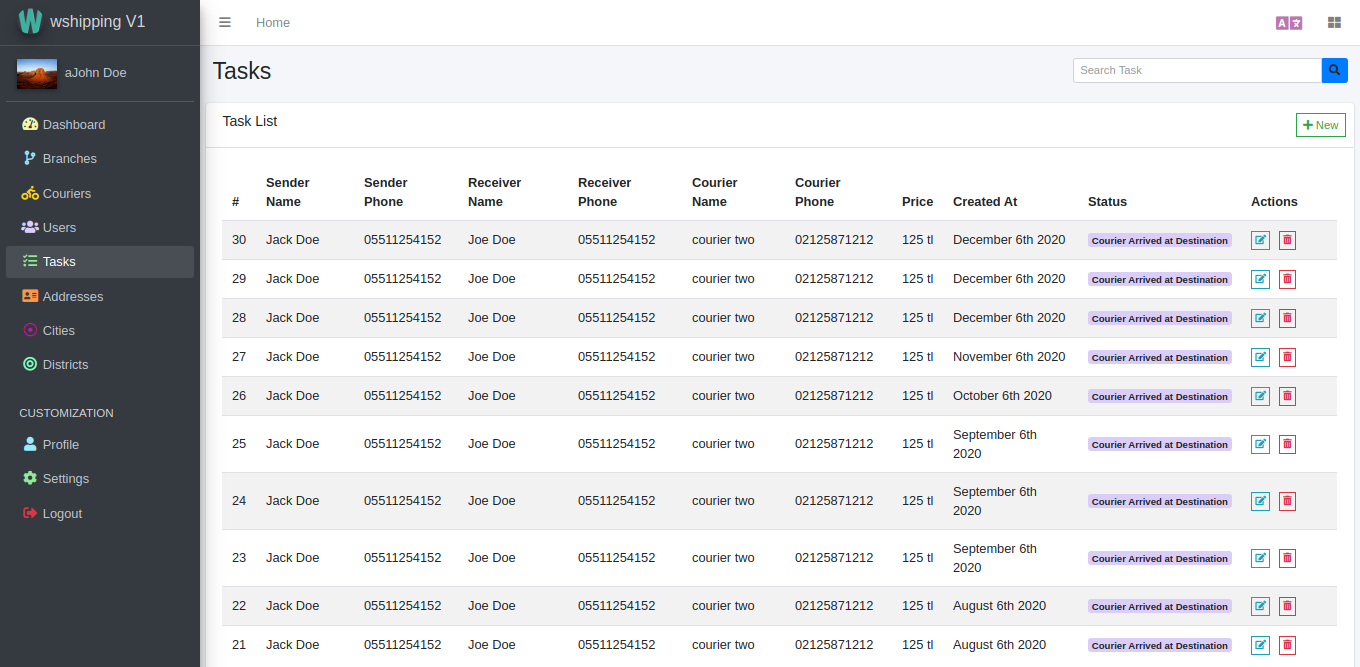 wshipping V1
Home
aJohn Doe
Tasks
Search Task
Dashboard
Branches
Couriers
Users
Tasks
Addresses
Cities
Districts
CUSTOMIZATION
Profile
Settings
Logout
Task List
New
# Sender Name Sender Phone Receiver Name Receiver Phone Courier Name Courier Phone Price Created At Status Actions
30 Jack Doe 05511254152 Joe Doe 05511254152 courier two 02125871212 125 tl December 6th 2020 Courier Arrived at Destination
29 Jack Doe 05511254152 Joe Doe 05511254152 courier two 02125871212 125 tl December 6th 2020 Courier Arrived at Destination
28 Jack Doe 05511254152 Joe Doe 05511254152 courier two 02125871212 125 tl December 6th 2020 Courier Arrived at Destination
27 Jack Doe 05511254152 Joe Doe 05511254152 courier two 02125871212 125 tl November 6th 2020 Courier Arrived at Destination
26 Jack Doe 05511254152 Joe Doe 05511254152 courier two 02125871212 125 tl October 6th 2020 Courier Arrived at Destination
25 Jack Doe 05511254152 Joe Doe 05511254152 courier two 02125871212 125 tl September 6th 2020 Courier Arrived at Destination
24 Jack Doe 05511254152 Joe Doe 05511254152 courier two 02125871212 125 tl September 6th 2020 Courier Arrived at Destination
23 Jack Doe 05511254152 Joe Doe 05511254152 courier two 02125871212 125 tl September 6th 2020 Courier Arrived at Destination
22 Jack Doe 05511254152 Joe Doe 05511254152 courier two 02125871212 125 tl August 6th 2020 Courier Arrived at Destination
21 Jack Doe 05511254152 Joe Doe 05511254152 courier two 02125871212 125 tl August 6th 2020 Courier Arrived at Destination